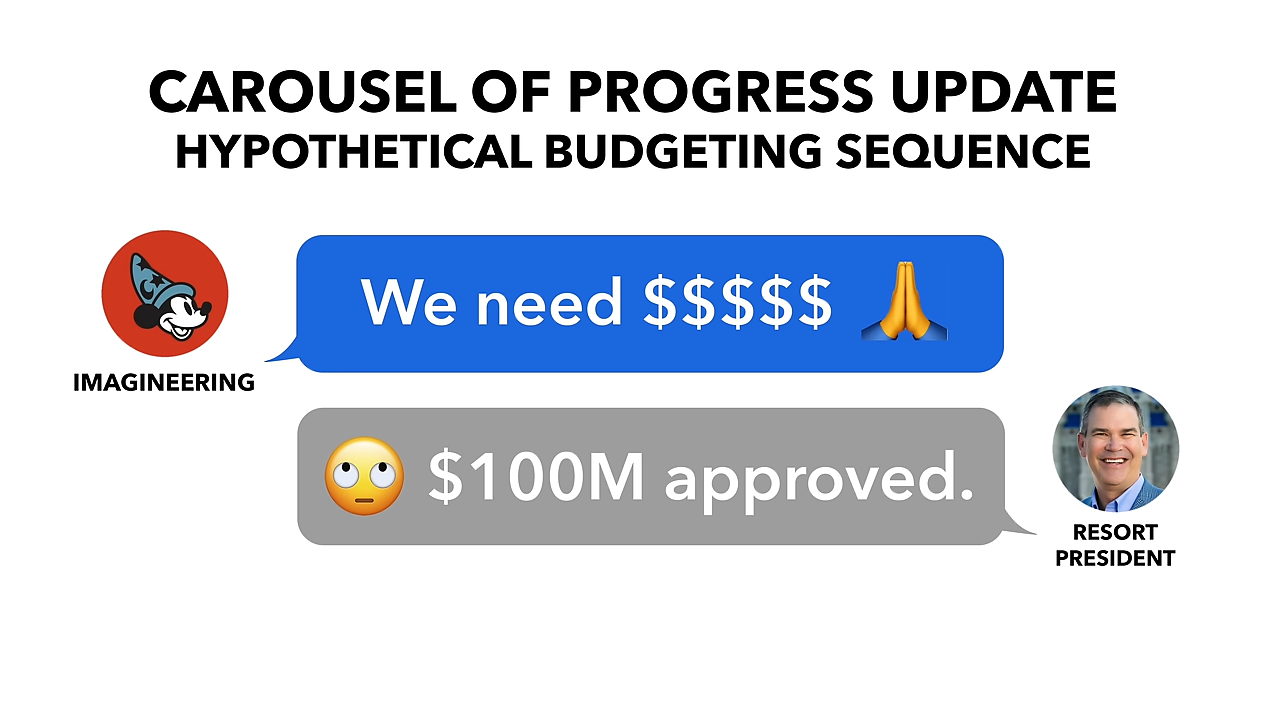 CAROUSEL OF PROGRESS UPDATE
HYPOTHETICAL BUDGETING SEQUENCE
We need $$$$$ 🙏
IMAGINEERING
🙄 $100M approved.
RESORT
PRESIDENT